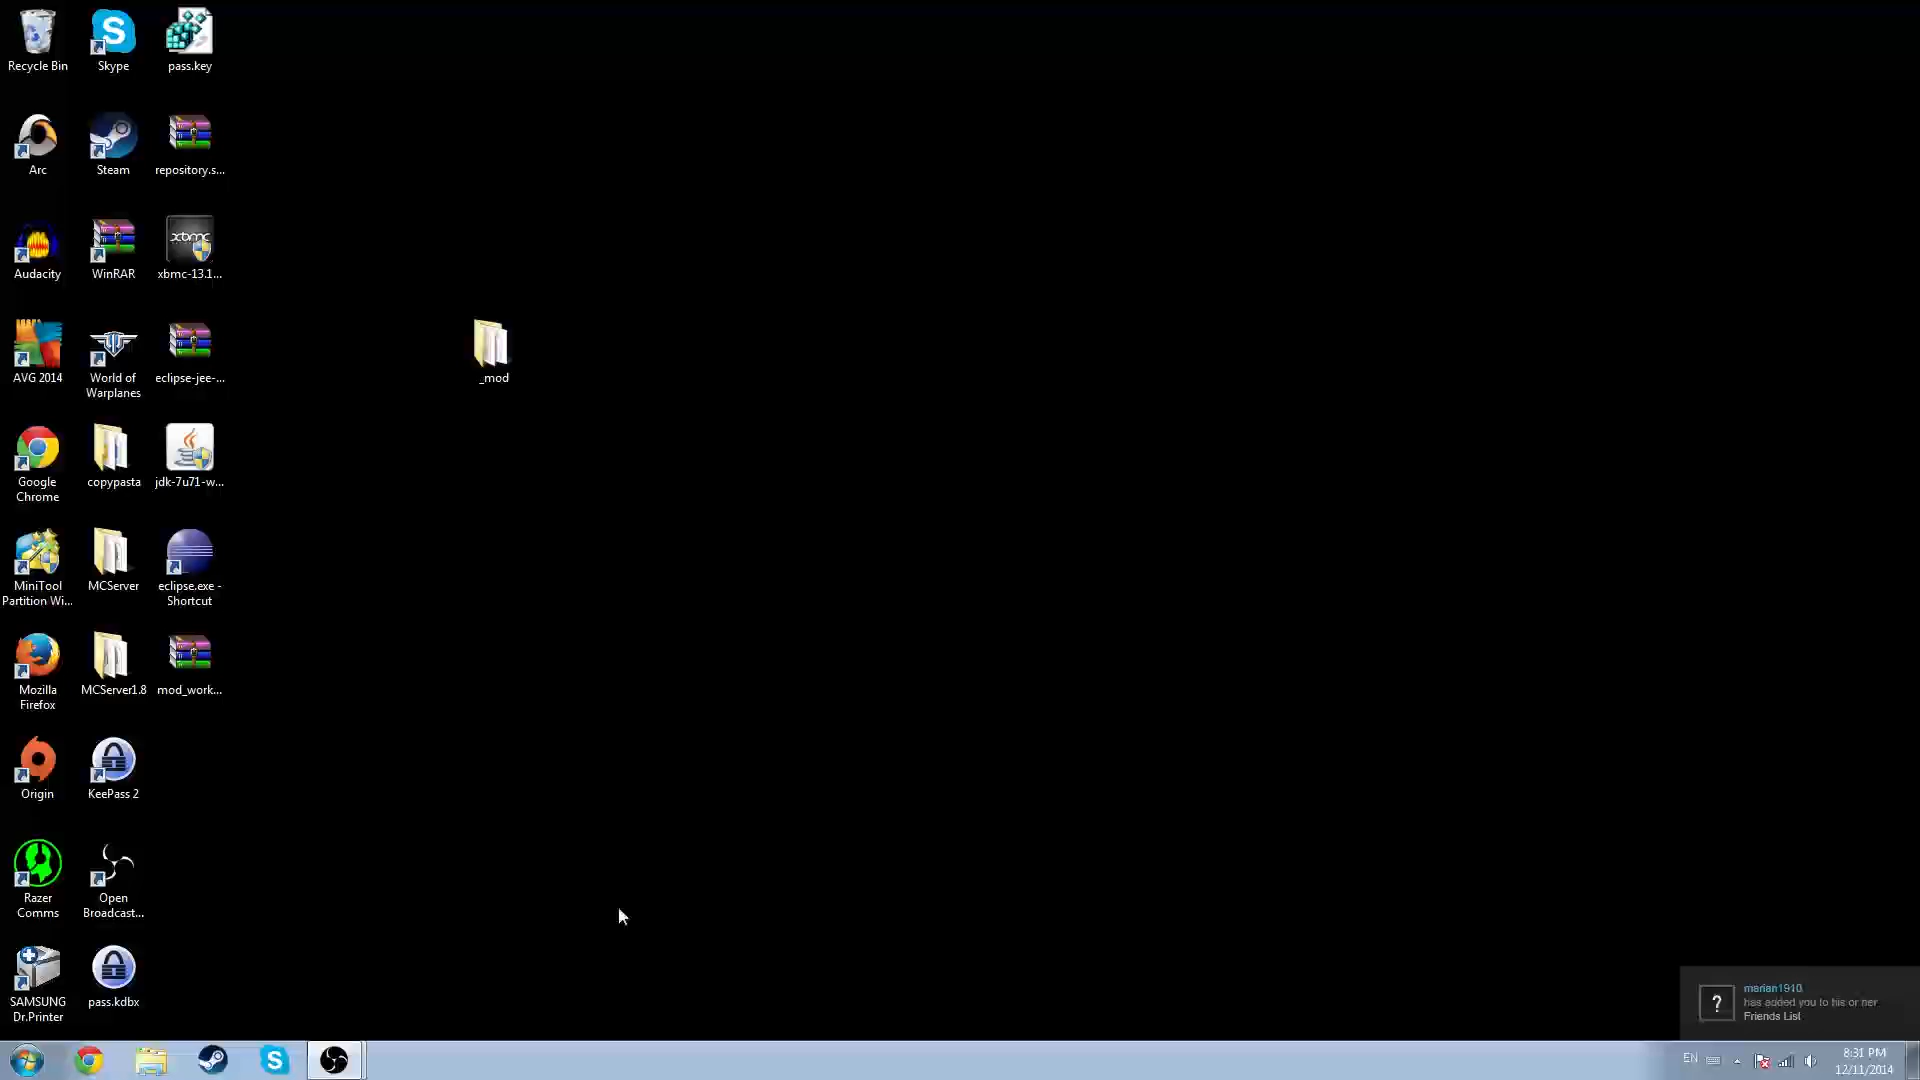 Recycle Bin
Skype
pass.key
Arc
Steam
repository.s...
Audacity
WinRAR
xbmc
xbmc-13.1...
AVG 2014
World of
Warplanes
eclipse-jee-...
_mod
Google
Chrome
copypasta
jdk-7u71-w...
MiniTool
Partition Wi...
MCServer
eclipse.exe -
Shortcut
Mozilla
Firefox
MCServer1.8
mod_work...
Origin
KeePass 2
Razer
Comms
Open
Broadcast...
SAMSUNG
Dr.Printer
pass.kdbx
?
marian1910
has added you to his or her
Friends List
EN
8:31 PM
12/11/2014